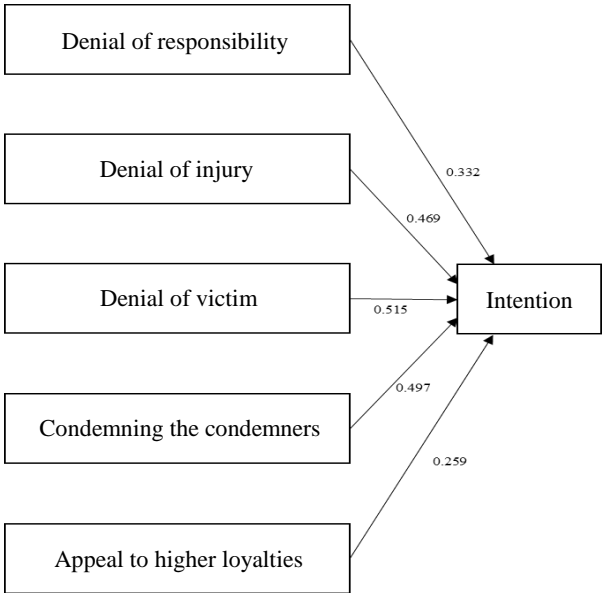 Denial of responsibility
0.332
Denial of injury
0.469
Denial of victim
0.515
Intention
Condemning the condemners
0.497
0.259
Appeal to higher loyalties